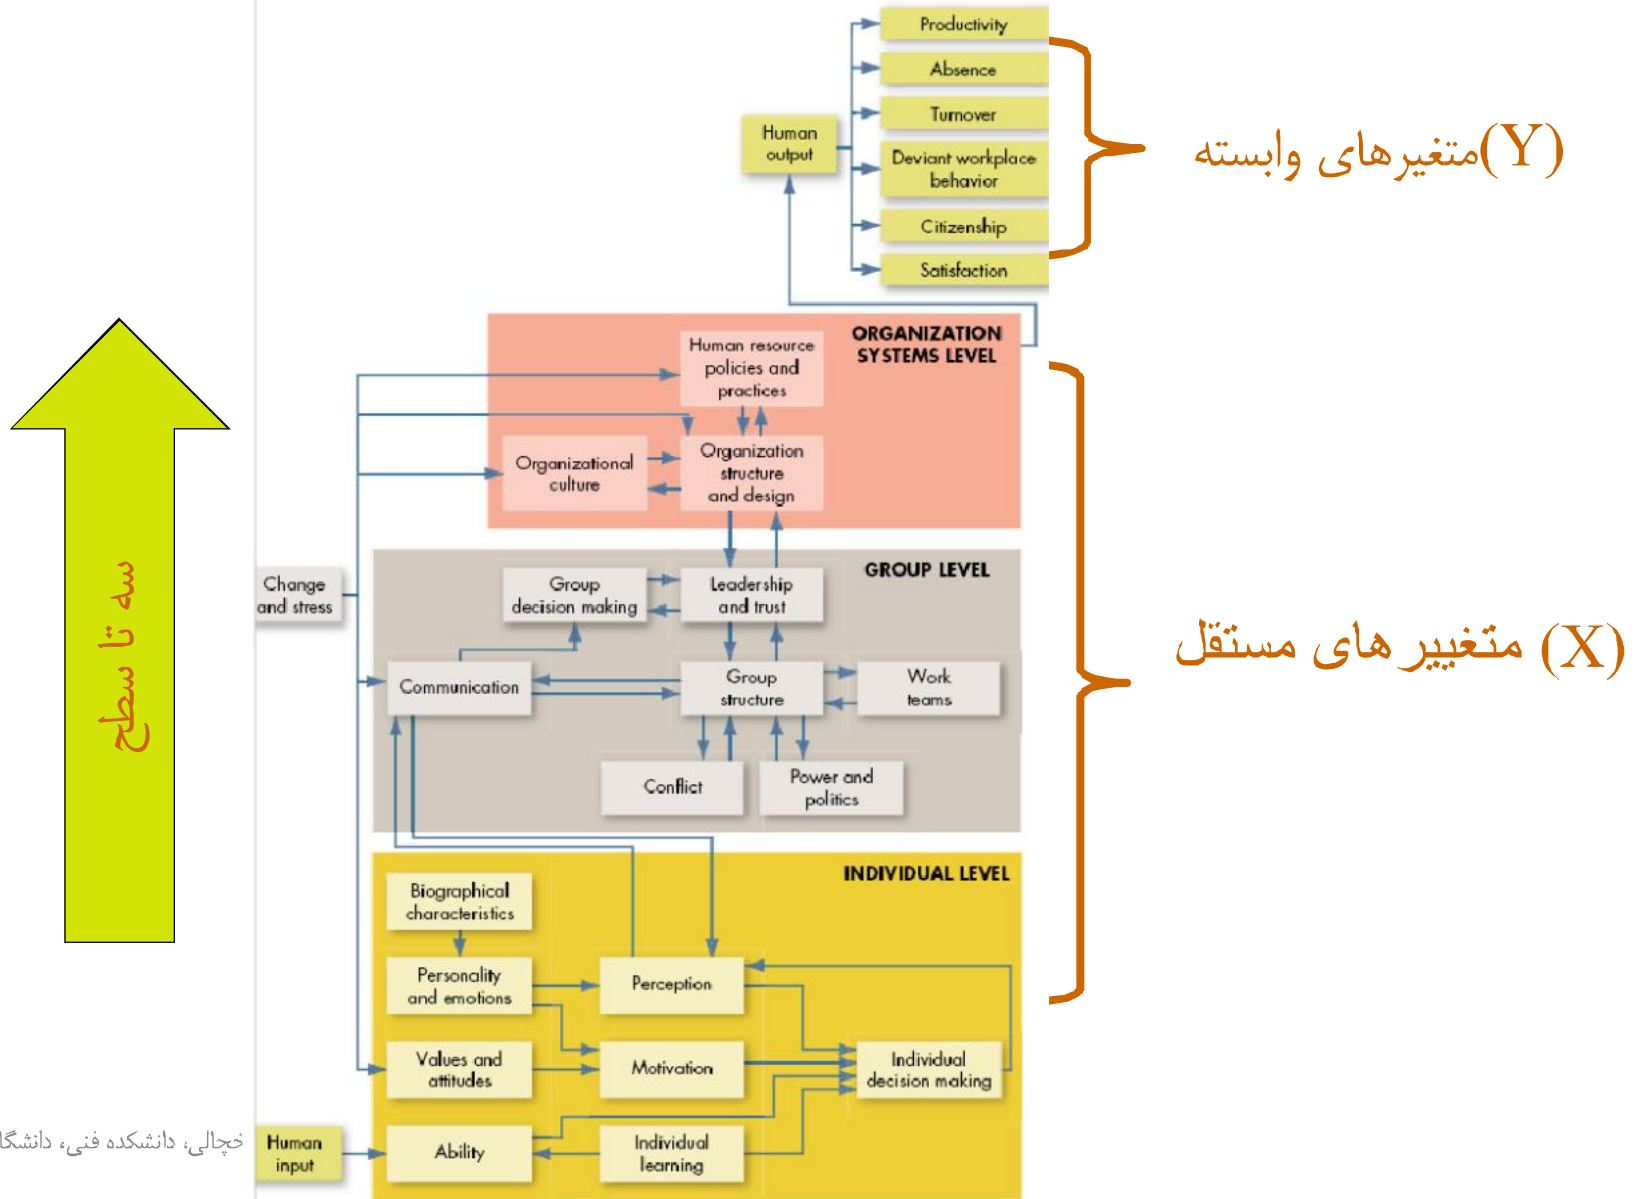 Productivity
Absence
Turnover
Human
output
Deviant workplace
behavior
Citizenship
Satisfaction
(Y)متغیرهای وابسته
ORGANIZATION
SYSTEMS LEVEL
Human resource
policies and
practices
Organizational
culture
Organization
structure
and design
سه تا سطح
Change
and stress
GROUP LEVEL
Group
decision making
Leadership
and trust
Communication
Group
structure
Work
teams
Conflict
Power and
politics
(X) متغییر های مستقل
INDIVIDUAL LEVEL
Biographical
characteristics
Personality
and emotions
Perception
Values and
attitudes
Motivation
Individual
decision making
Human
input
Ability
Individual
learning
خچالی، دانشکده فنی، دانشگا